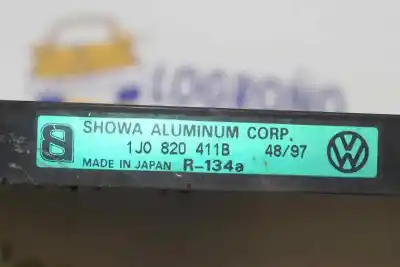 SHOWA ALUMINUM CORP.
1J0 820 411B 48/97
MADE IN JAPAN R-134a